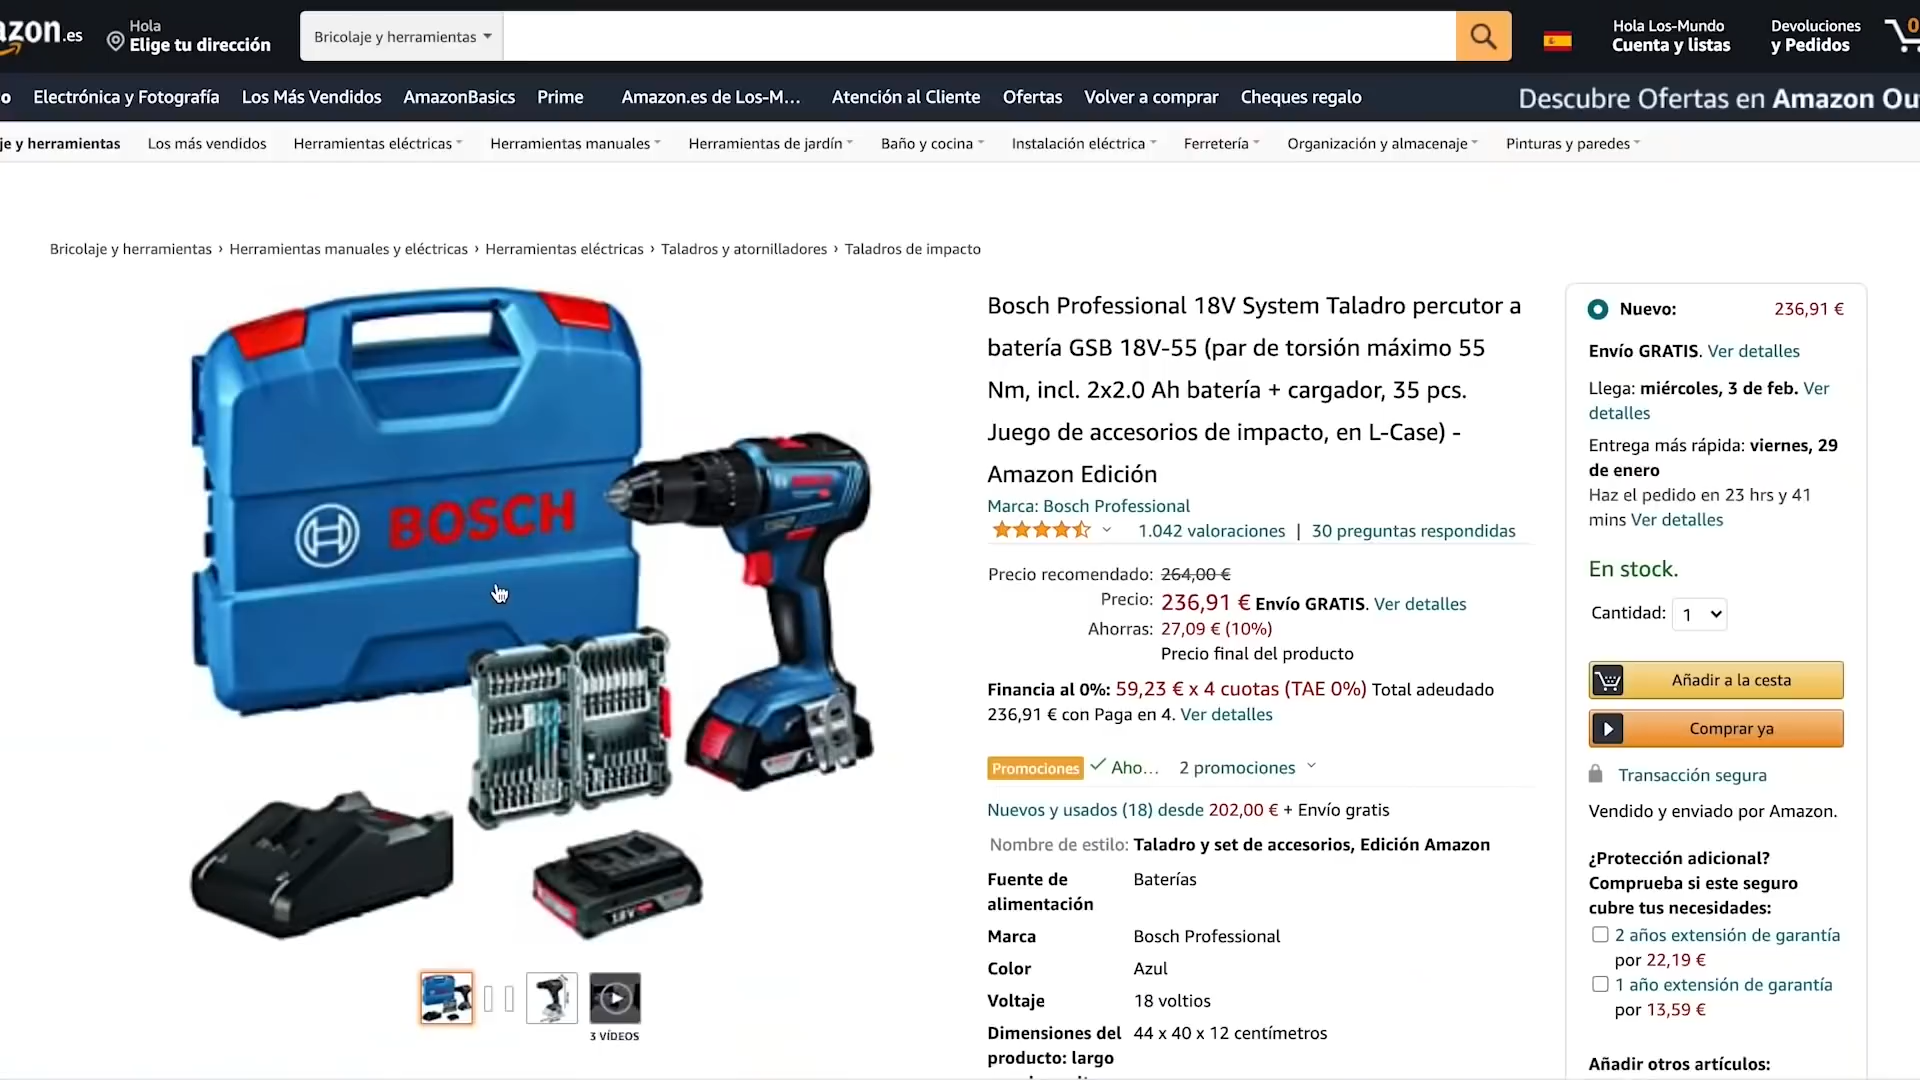 azon.es
Hola
Elige tu dirección
Bricolaje y herramientas
Hola Los-Mundo
Cuenta y listas
Devoluciones
y Pedidos
0
o
Electrónica y Fotografía
Los Más Vendidos
AmazonBasics
Prime
Amazon.es de Los-M...
Atención al Cliente
Ofertas
Volver a comprar
Cheques regalo
Descubre Ofertas en Amazon Ou
je y herramientas
Los más vendidos
Herramientas eléctricas
Herramientas manuales
Herramientas de jardín
Baño y cocina
Instalación eléctrica
Ferretería
Organización y almacenaje
Pinturas y paredes
Bricolaje y herramientas › Herramientas manuales y eléctricas › Herramientas eléctricas › Taladros y atornilladores › Taladros de impacto
BOSCH
18V
3 VÍDEOS
Bosch Professional 18V System Taladro percutor a
batería GSB 18V-55 (par de torsión máximo 55
Nm, incl. 2x2.0 Ah batería + cargador, 35 pcs.
Juego de accesorios de impacto, en L-Case) -
Amazon Edición
Marca: Bosch Professional
1.042 valoraciones | 30 preguntas respondidas
Precio recomendado: 264,00 €
Precio: 236,91 € Envío GRATIS. Ver detalles
Ahorras: 27,09 € (10%)
Precio final del producto
Financia al 0%: 59,23 € x 4 cuotas (TAE 0%) Total adeudado
236,91 € con Paga en 4. Ver detalles
Promociones Aho... 2 promociones
Nuevos y usados (18) desde 202,00 € + Envío gratis
Nombre de estilo: Taladro y set de accesorios, Edición Amazon
Fuente de Baterías
alimentación
Marca Bosch Professional
Color Azul
Voltaje 18 voltios
Dimensiones del 44 x 40 x 12 centímetros
producto: largo
Nuevo: 236,91 €
Envío GRATIS. Ver detalles
Llega: miércoles, 3 de feb. Ver
detalles
Entrega más rápida: viernes, 29
de enero
Haz el pedido en 23 hrs y 41
mins Ver detalles
En stock.
Cantidad: 1
Añadir a la cesta
Comprar ya
Transacción segura
Vendido y enviado por Amazon.
¿Protección adicional?
Comprueba si este seguro
cubre tus necesidades:
2 años extensión de garantía
por 22,19 €
1 año extensión de garantía
por 13,59 €
Añadir otros artículos: